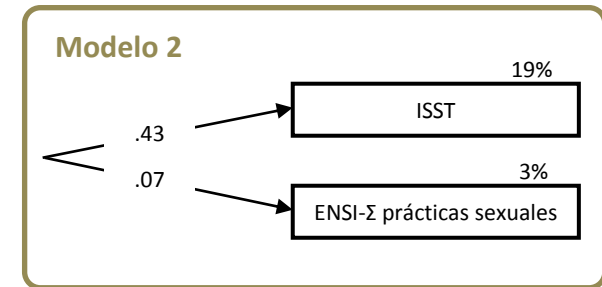 Modelo 2
19%
ISST
.43
.07
3%
ENSI-Σ prácticas sexuales